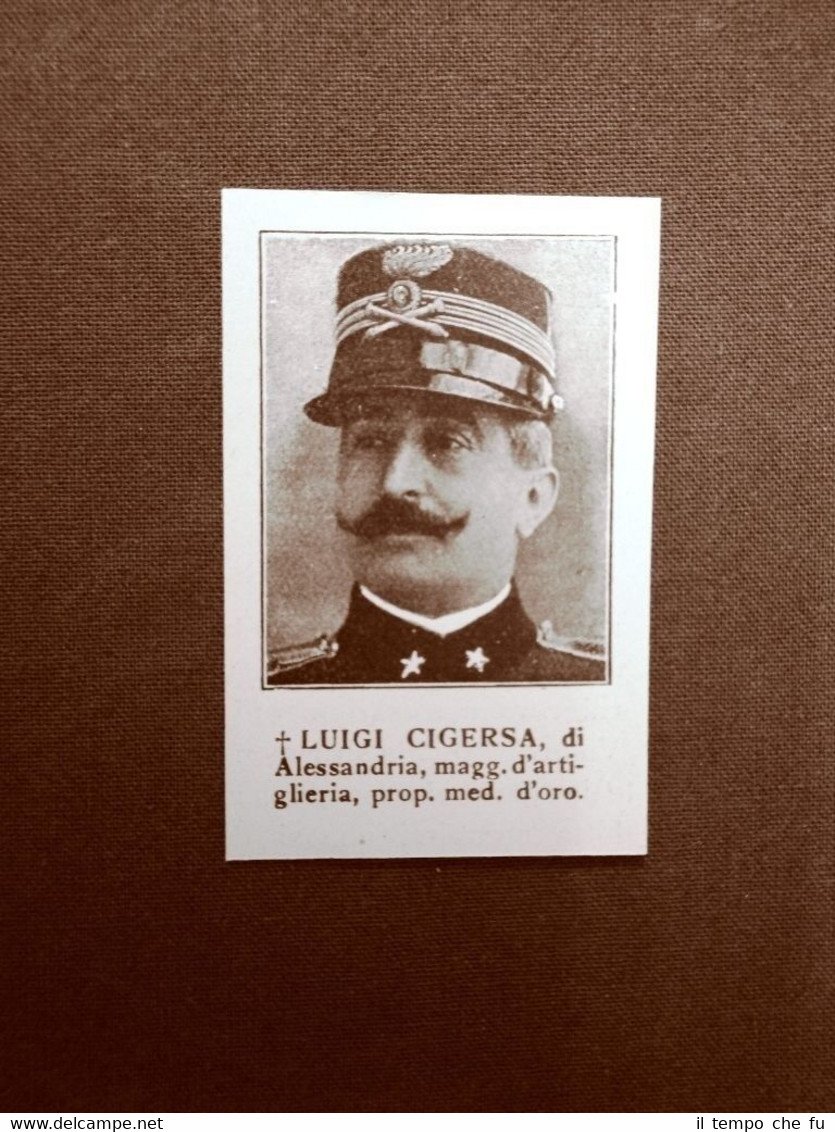 † LUIGI CIGERSA, di
Alessandria, magg. d'arti-
glieria, prop. med. d'oro.
www.delcampe.net
il tempo che fu